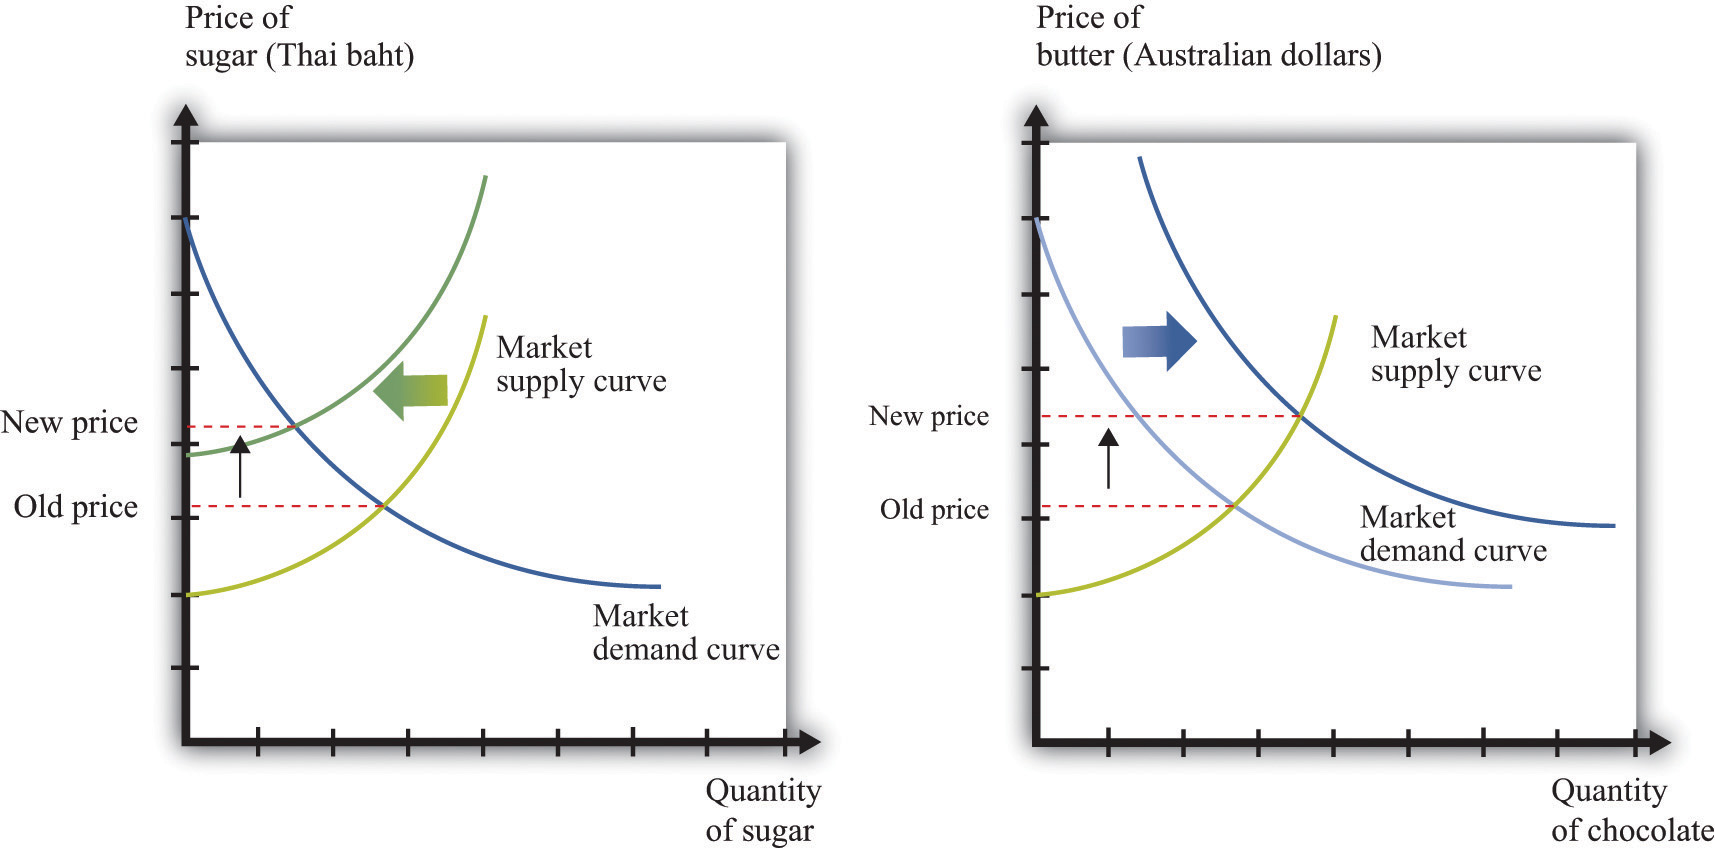 Price of
sugar (Thai baht)
Market
supply curve
New price
Old price
Market
demand curve
Quantity
of sugar
Price of
butter (Australian dollars)
Market
supply curve
New price
Old price
Market
demand curve
Quantity
of chocolate